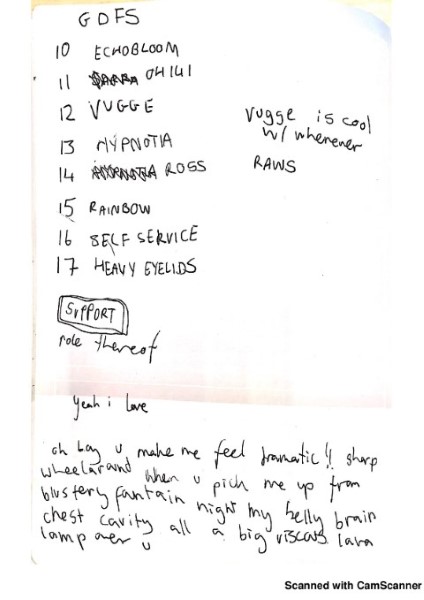 GDFS
10 ECHOBLOOM
11 OHI41
12 VUGGE
vugge is cool
w/ whenever
13 HYPNOTIA
14 ROSS
RAWS
15 RAINBOW
16 SELF SERVICE
17 HEAVY EYELIDS
SUPPORT
role thereof
yeah i love
oh boy u make me feel dramatic!! sharp
wheelaround when u pick me up from
blustery fountain night my belly brain
chest cavity all a big viscous lava
lamp over u
Scanned with CamScanner